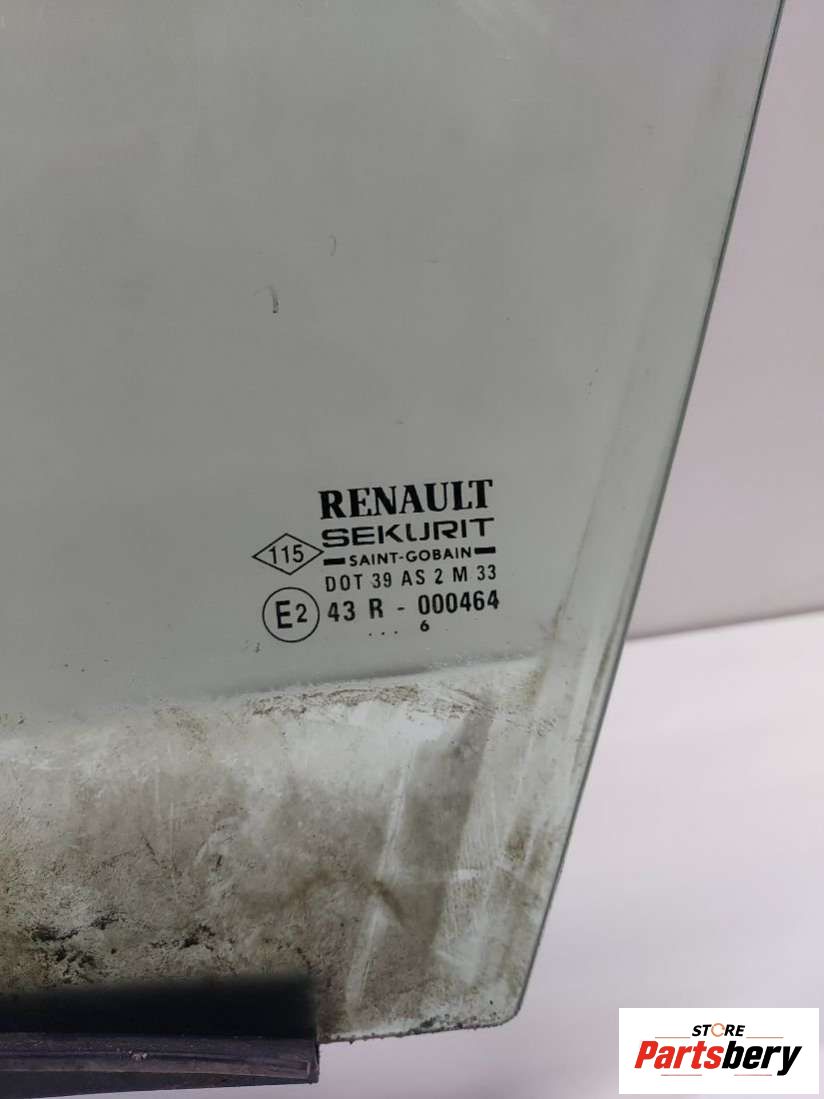 RENAULT
SEKURIT
115
SAINT-GOBAIN
DOT 39 AS 2 M 33
E2 43 R - 000464
... 6
STORE
Partsbery